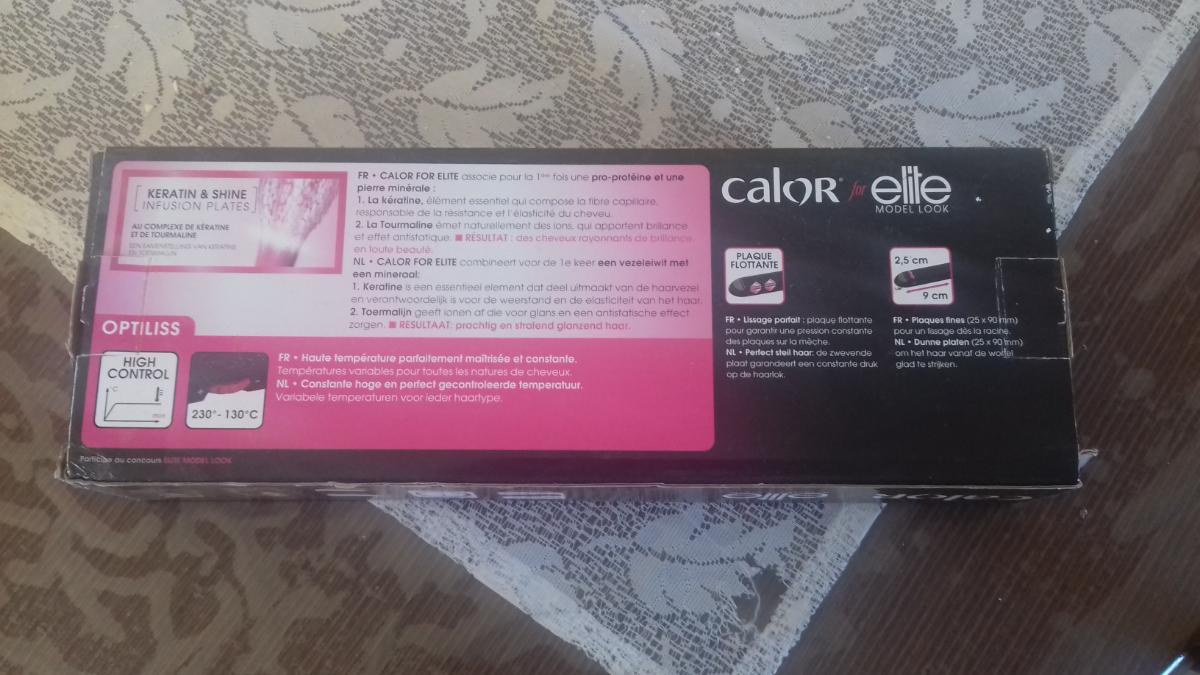 KERATIN & SHINE
INFUSION PLATES
AU COMPLEXE DE KÉRATINE
ET DE TOURMALINE
EEN SAMENSTELLING VAN KERATINE
EN TOERMALIJN
FR • CALOR FOR ELITE associe pour la 1ère fois une pro-protéine et une
pierre minérale :
1. La kératine, élément essentiel qui compose la fibre capillaire,
responsable de la résistance et l'élasticité du cheveu.
2. La Tourmaline émet naturellement des ions, qui apportent brillance
et effet antistatique. RÉSULTAT : des cheveux rayonnants de brillance,
en toute beauté.
NL • CALOR FOR ELITE combineert voor de 1e keer een vezeleiwit met
een mineraal:
1. Keratine is een essentieel element dat deel uitmaakt van de haarvezel
en verantwoordelijk is voor de weerstand en de elasticiteit van het haar.
2. Toermalijn geeft ionen af die voor glans en een antistatische effect
zorgen. RESULTAAT: prachtig en stralend glanzend haar.
OPTILISS
HIGH
CONTROL
°C
230°- 130°C
FR • Haute température parfaitement maîtrisée et constante.
Températures variables pour toutes les natures de cheveux.
NL • Constante hoge en perfect gecontroleerde temperatuur.
Variabele temperaturen voor ieder haartype.
Participe au concours ELITE MODEL LOOK
calor for elite
MODEL LOOK
PLAQUE
FLOTTANTE
FR • Lissage parfait : plaque flottante
pour garantir une pression constante
des plaques sur la mèche.
NL • Perfect steil haar: de zwevende
plaat garandeert een constante druk
op de haarlok.
2,5 cm
9 cm
FR • Plaques fines (25 x 90 mm)
pour un lissage dès la racine.
NL • Dunne platen (25 x 90 mm)
om het haar vanaf de wortel
glad te strijken.
elite calor